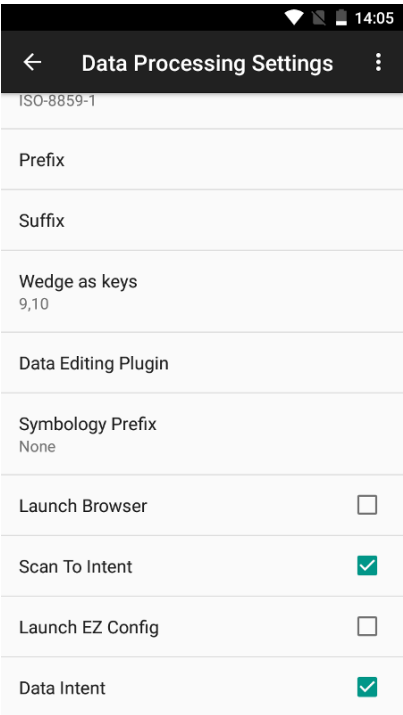 14:05
Data Processing Settings
ISO-8859-1
Prefix
Suffix
Wedge as keys
9,10
Data Editing Plugin
Symbology Prefix
None
Launch Browser
Scan To Intent
Launch EZ Config
Data Intent